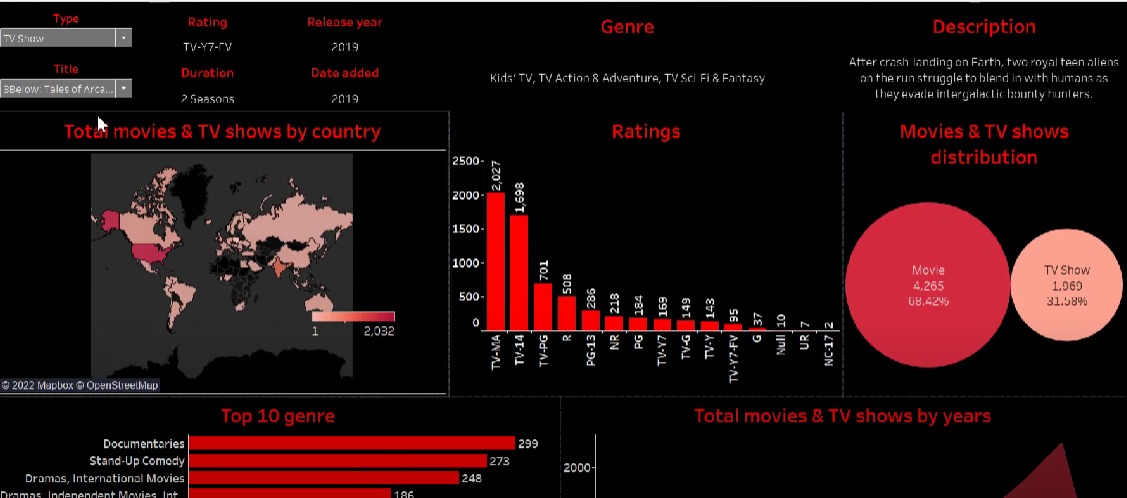 Type
TV Show
Title
3Below: Tales of Arca...
Rating
TV-Y7-FV
Duration
2 Seasons
Release year
2019
Date added
2019
Genre
Kids' TV, TV Action & Adventure, TV Sci-Fi & Fantasy
Description
After crash-landing on Earth, two royal teen aliens
on the run struggle to blend in with humans as
they evade intergalactic bounty hunters.
Total movies & TV shows by country
1
2,032
© 2022 Mapbox © OpenStreetMap
Ratings
2500
2000
1500
1000
500
0
2,027
1,698
701
508
286
218
184
169
149
143
95
37
10
7
2
TV-MA
TV-14
TV-PG
R
PG-13
NR
PG
TV-Y7
TV-G
TV-Y
TV-Y7-FV
G
Null
UR
NC-17
Movies & TV shows
distribution
Movie
4,265
68.42%
TV Show
1,969
31.58%
Top 10 genre
Documentaries
299
Stand-Up Comedy
273
Dramas, International Movies
248
Dramas, Independent Movies, Int..
186
Total movies & TV shows by years
2000